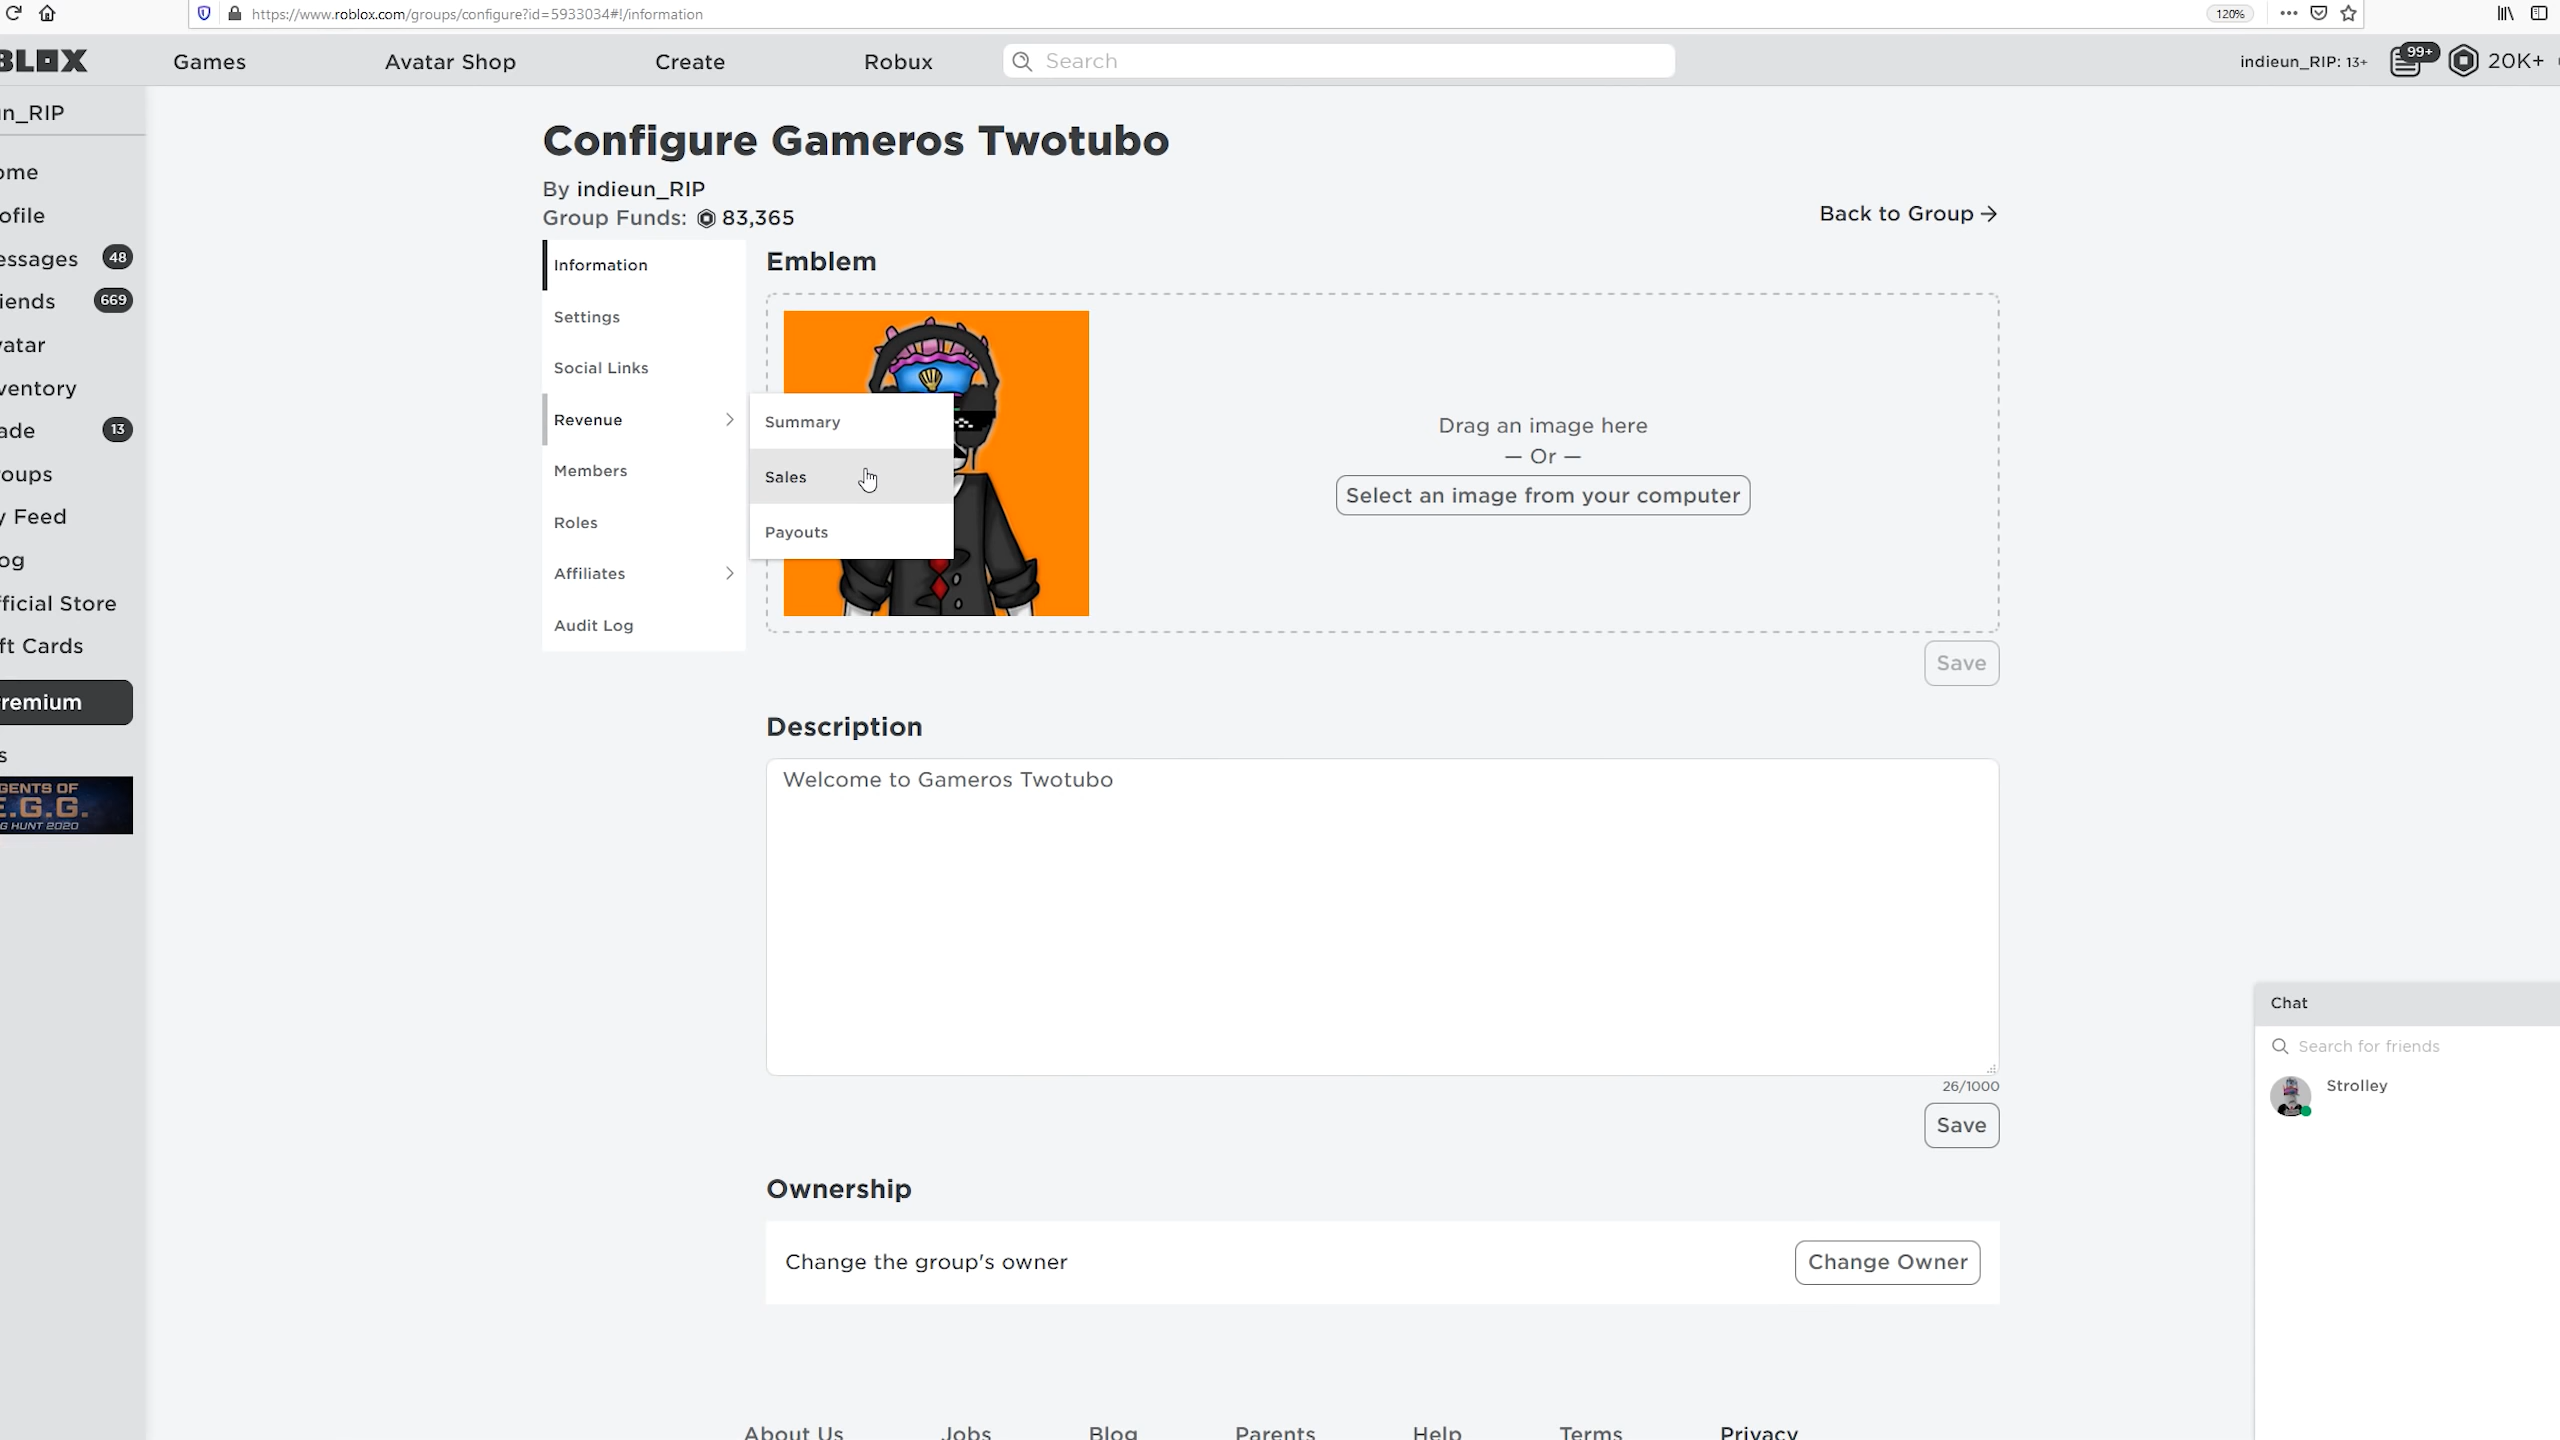 https://www.roblox.com/groups/configure?id=5933034#!/information
120%
BLOX
Games
Avatar Shop
Create
Robux
Search
indieun_RIP: 13+
99+
20K+
n_RIP
ome
ofile
essages
48
iends
669
vatar
ventory
ade
13
oups
y Feed
og
ficial Store
ft Cards
remium
s
GENTS OF
E.G.G.
G HUNT 2020
Configure Gameros Twotubo
By indieun_RIP
Group Funds: 83,365
Back to Group
Information
Settings
Social Links
Revenue
Members
Roles
Affiliates
Audit Log
Summary
Sales
Payouts
Emblem
Drag an image here
— Or —
Select an image from your computer
Save
Description
Welcome to Gameros Twotubo
26/1000
Save
Ownership
Change the group's owner
Change Owner
Chat
Search for friends
Strolley
About Us
Jobs
Blog
Parents
Help
Terms
Privacy